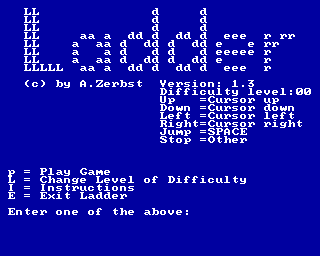 LL                     d      d
LL                     d      d
LL                     d      d
LL      aa a  dd d  dd d  eee  r rr
LL     a  aa d  dd d  dd e   e  rr
LL     a   a d   d d   d eeeee r
LL     a  aa d  dd d  dd e      r
LLLLL  aa a  dd d  dd d  eee  r
(c) by A.Zerbst  Version: 1.3
Difficulty level:00
Up   =Cursor up
Down =Cursor down
Left =Cursor left
Right=Cursor right
Jump =SPACE
Stop =Other
p = Play Game
L = Change Level of Difficulty
I = Instructions
E = Exit Ladder
Enter one of the above: